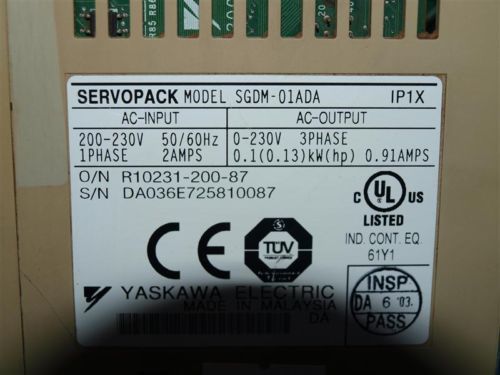 R85 R8
SERVOPACK MODEL SGDM-01ADA IP1X
AC-INPUT AC-OUTPUT
200-230V 50/60Hz 0-230V 3PHASE
1PHASE 2AMPS 0.1(0.13)kW(hp) 0.91AMPS
O/N R10231-200-87
S/N DA036E725810087
C UL US
LISTED
IND. CONT. EQ.
61Y1
CE
TÜV
YASKAWA ELECTRIC
MADE IN MALAYSIA
DA
INSP
DA 6 '03.
PASS